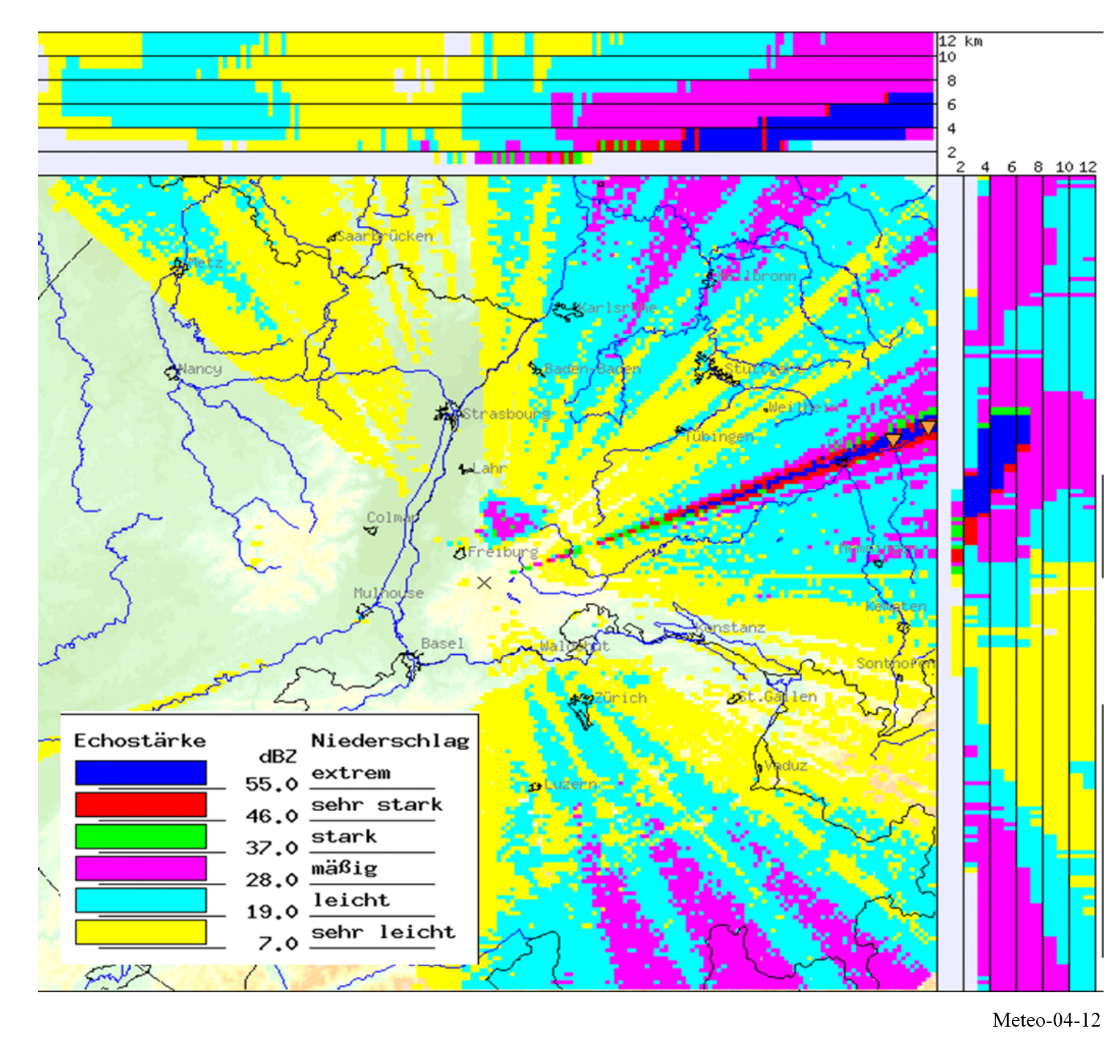 12 km
10
8
6
4
2
2 4 6 8 10 12
Saarbrücken
Metz
Heilbronn
Karlsruhe
Nancy
Baden-Baden
Stuttgart
Strasbourg
Weilheim
Tübingen
Lahr
Colmar
Freiburg
Memmingen
Mulhouse
Kempten
Konstanz
Basel
Waldshut
Sonthofen
Zürich
St.Gallen
Vaduz
Luzern
Echostärke Niederschlag
dBZ
extrem
55.0
sehr stark
46.0
stark
37.0
mäßig
28.0
leicht
19.0
sehr leicht
7.0
Meteo-04-12